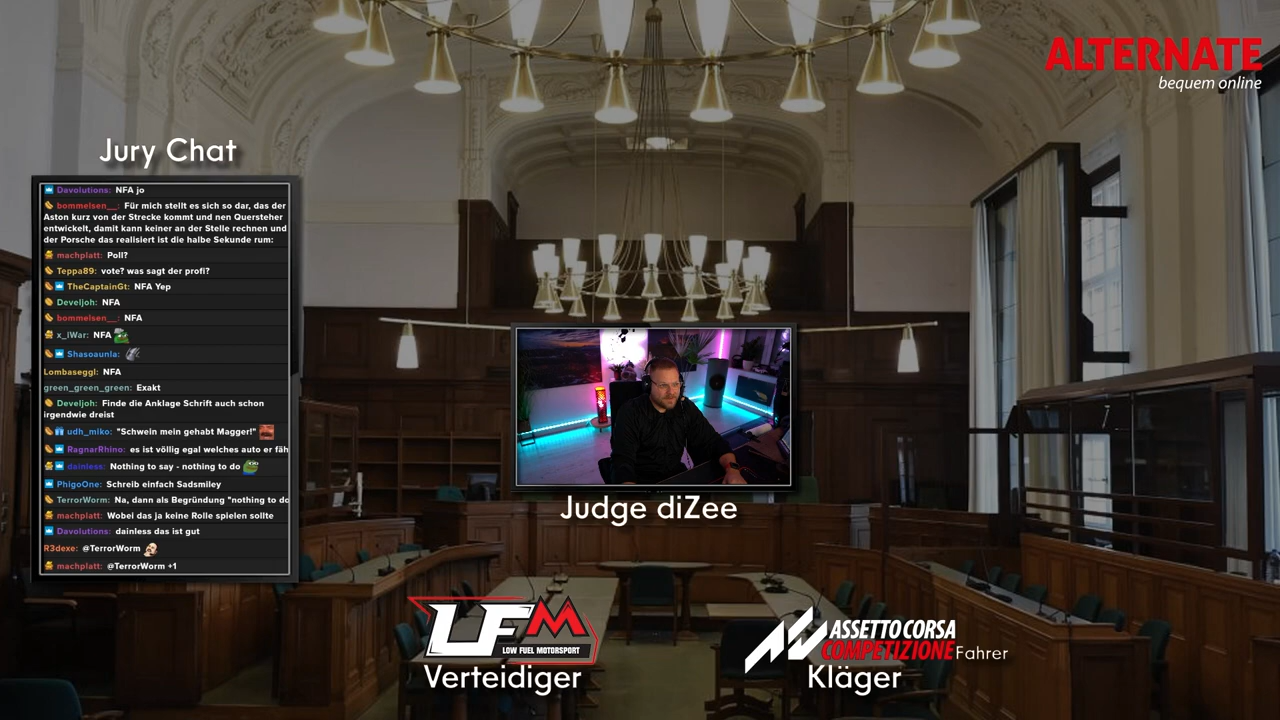 ALTERNATE
bequem online
Jury Chat
Davolutions: NFA jo
bommelsen__: Für mich stellt es sich so dar, das der
Aston kurz von der Strecke kommt und nen Quersteher
entwickelt, damit kann keiner an der Stelle rechnen und
der Porsche das realisiert ist die halbe Sekunde rum:
machplatt: Poll?
Teppa89: vote? was sagt der profi?
TheCaptainGt: NFA Yep
Develjoh: NFA
bommelsen__: NFA
x_iWar: NFA
Shasoaunla:
Lombaseggl: NFA
green_green_green: Exakt
Develjoh: Finde die Anklage Schrift auch schon
irgendwie dreist
udh_miko: "Schwein mein gehabt Magger!"
RagnarRhino: es ist völlig egal welches auto er fäh
dainless: Nothing to say - nothing to do
PhigoOne: Schreib einfach Sadsmiley
TerrorWorm: Na, dann als Begründung "nothing to do
machplatt: Wobei das ja keine Rolle spielen sollte
Davolutions: dainless das ist gut
R3dexe: @TerrorWorm
machplatt: @TerrorWorm +1
Judge diZee
LFM
LOW FUEL MOTORSPORT
Verteidiger
ASSETTO CORSA
COMPETIZIONE Fahrer
Kläger